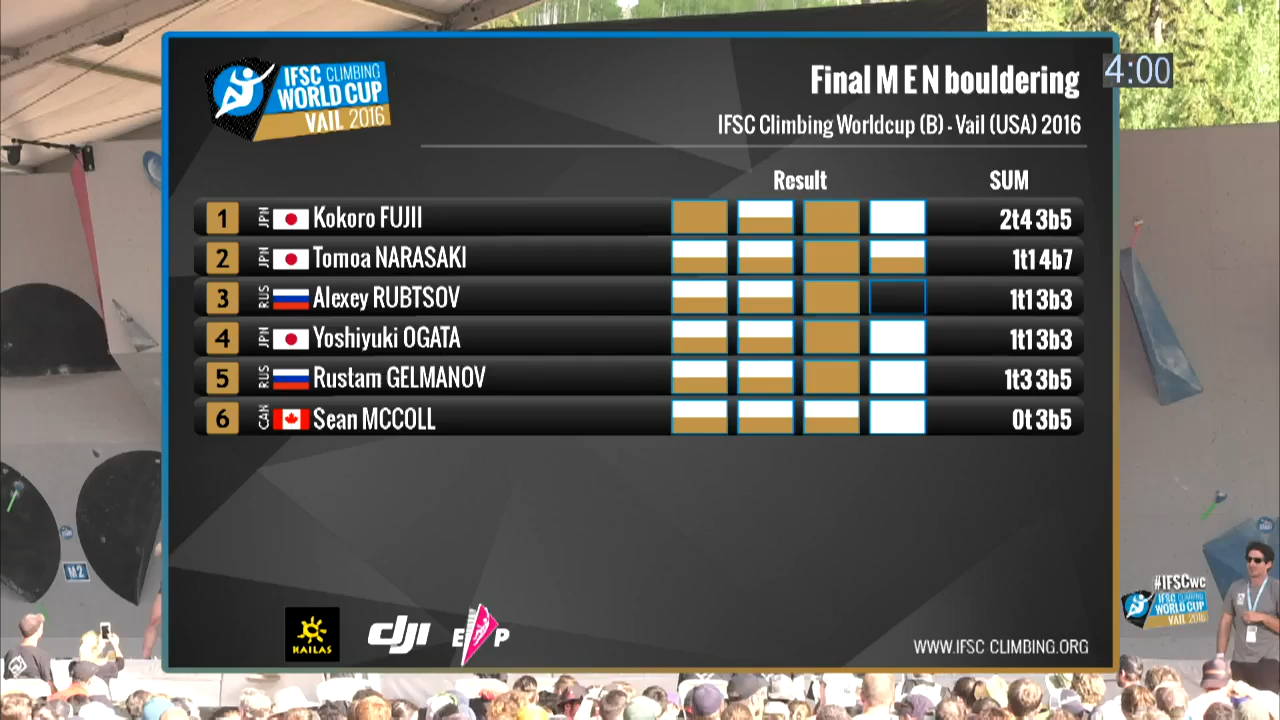 IFSC CLIMBING
WORLD CUP
VAIL 2016
Final M E N bouldering
4:00
IFSC Climbing Worldcup (B) - Vail (USA) 2016
Result SUM
1 JPN Kokoro FUJII 2t4 3b5
2 JPN Tomoa NARASAKI 1t1 4b7
3 RUS Alexey RUBTSOV 1t1 3b3
4 JPN Yoshiyuki OGATA 1t1 3b3
5 RUS Rustam GELMANOV 1t3 3b5
6 CAN Sean MCCOLL 0t 3b5
M2
#IFSCwc
IFSC CLIMBING
WORLD CUP
VAIL 2016
HAILAS
dji
E P
WWW.IFSC CLIMBING.ORG